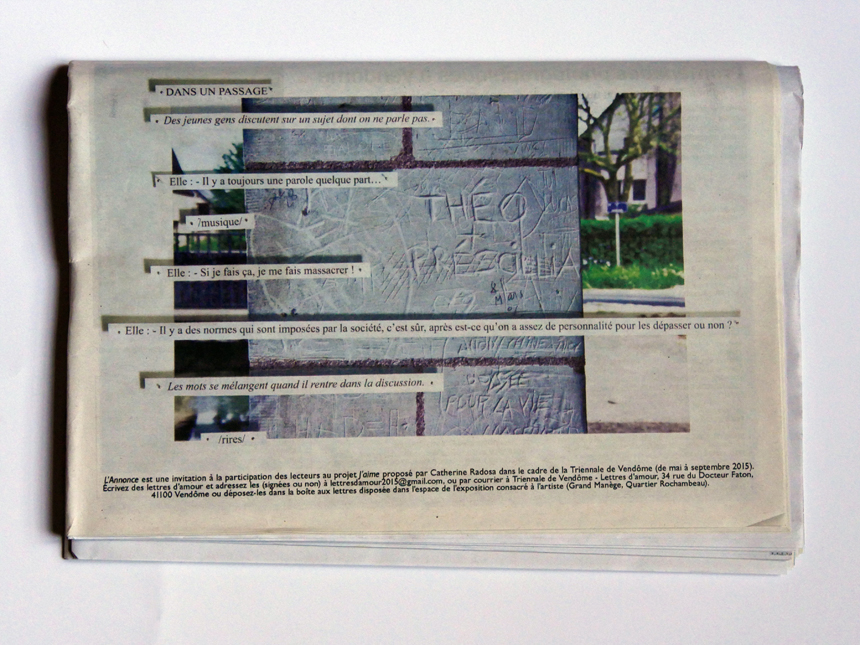 DANS UN PASSAGE
Des jeunes gens discutent sur un sujet dont on ne parle pas.
Elle : - Il y a toujours une parole quelque part...
THÉO
+
PRÉSCILLIA
/musique/
Elle : - Si je fais ça, je me fais massacrer !
8
Mars
Elle : - Il y a des normes qui sont imposées par la société, c'est sûr, après est-ce qu'on a assez de personnalité pour les dépasser ou non ?
Les mots se mélangent quand il rentre dans la discussion.
POUR LA VIE
/rires/
L'Annonce est une invitation à la participation des lecteurs au projet J'aime proposé par Catherine Radosa dans le cadre de la Triennale de Vendôme (de mai à septembre 2015).
Écrivez des lettres d'amour et adressez les (signées ou non) à lettresdamour2015@gmail.com, ou par courrier à Triennale de Vendôme - Lettres d'amour, 34 rue du Docteur Faton,
41100 Vendôme ou déposez-les dans la boîte aux lettres disposée dans l'espace de l'exposition consacré à l'artiste (Grand Manège, Quartier Rochambeau).